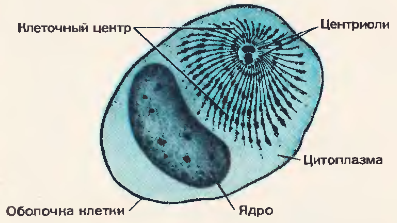 Клеточный центр
Центриоли
Цитоплазма
Оболочка клетки
Ядро